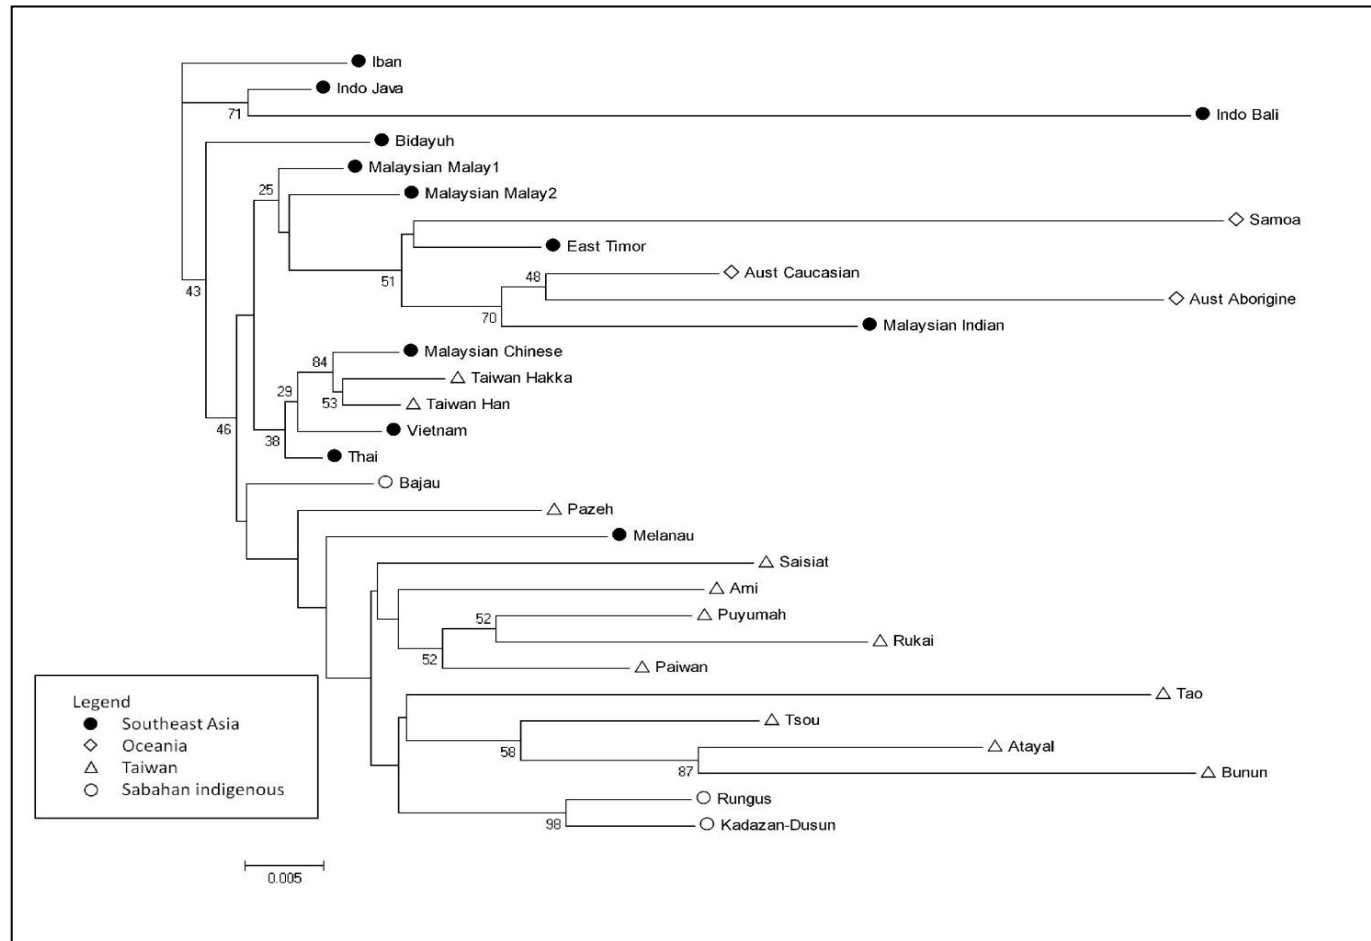 Iban
Indo Java
71
Indo Bali
Bidayuh
Malaysian Malay1
25
Malaysian Malay2
Samoa
East Timor
48
Aust Caucasian
43
51
Aust Aborigine
70
Malaysian Indian
Malaysian Chinese
84
Taiwan Hakka
29
53
Taiwan Han
46
Vietnam
38
Thai
Bajau
Pazeh
Melanau
Saisiat
Ami
52
Puyumah
Rukai
52
Paiwan
Tao
Tsou
58
Atayal
87
Bunun
Rungus
98
Kadazan-Dusun
Legend
Southeast Asia
Oceania
Taiwan
Sabahan indigenous
0.005